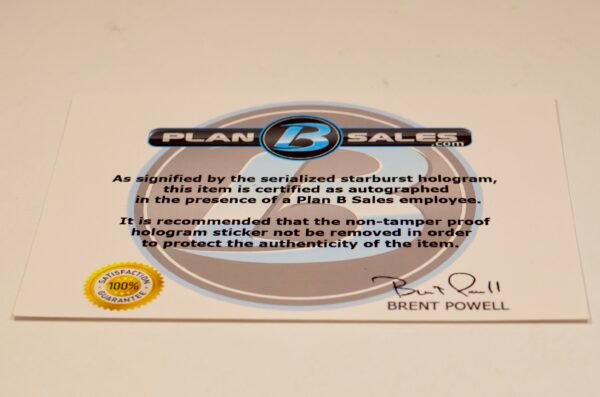 PLAN B SALES
.com
As signified by the serialized starburst hologram,
this item is certified as autographed
in the presence of a Plan B Sales employee.
It is recommended that the non-tamper proof
hologram sticker not be removed in order
to protect the authenticity of the item.
SATISFACTION
100%
GUARANTEE
Brent Powell
BRENT POWELL